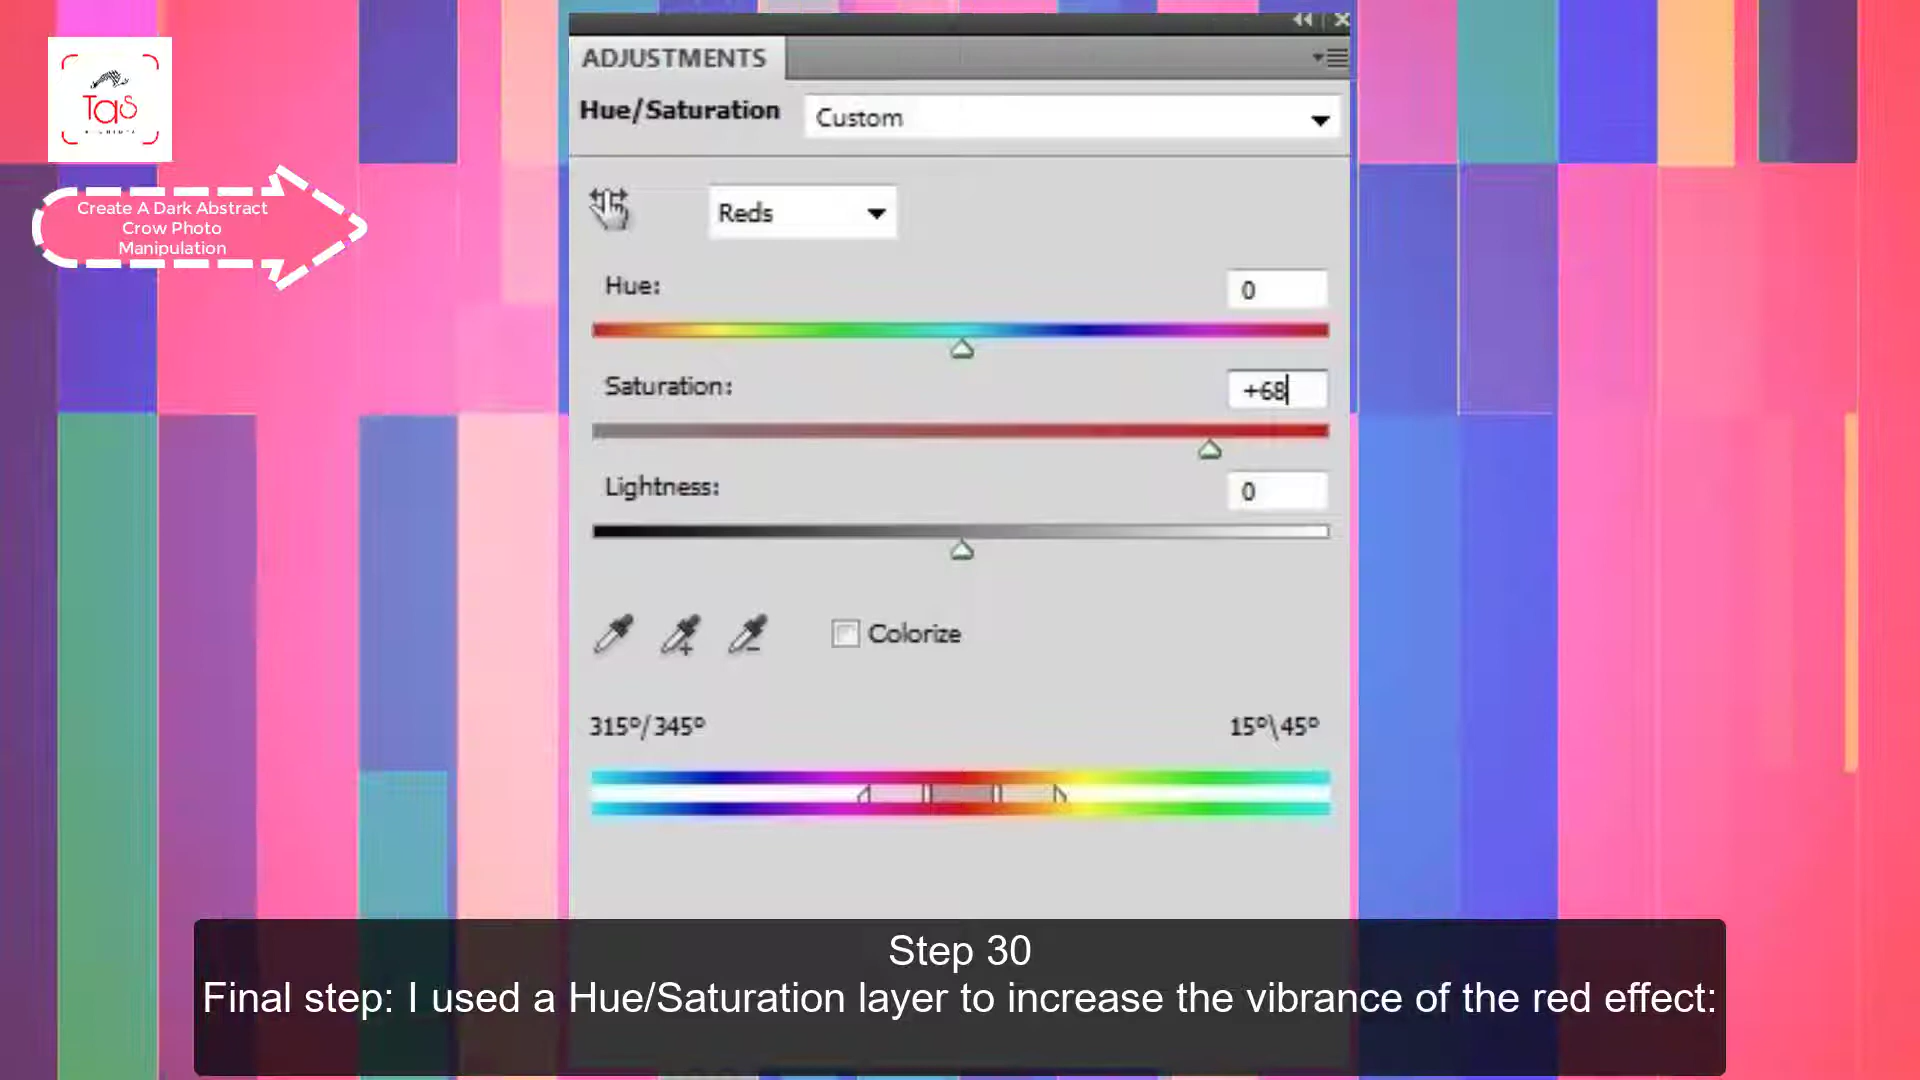 TaS
Create A Dark Abstract
Crow Photo
Manipulation
ADJUSTMENTS
Hue/Saturation
Custom
Reds
Hue:
0
Saturation:
+68
Lightness:
0
Colorize
315°/345°
15°\45°
Step 30
Final step: I used a Hue/Saturation layer to increase the vibrance of the red effect: